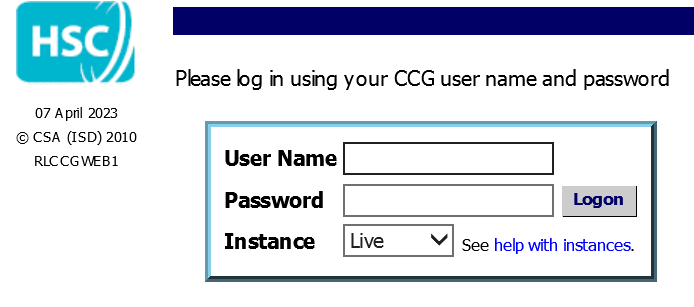 HSC
07 April 2023
© CSA (ISD) 2010
RLCCGWEB1
Please log in using your CCG user name and password
User Name
Password Logon
Instance Live See help with instances.